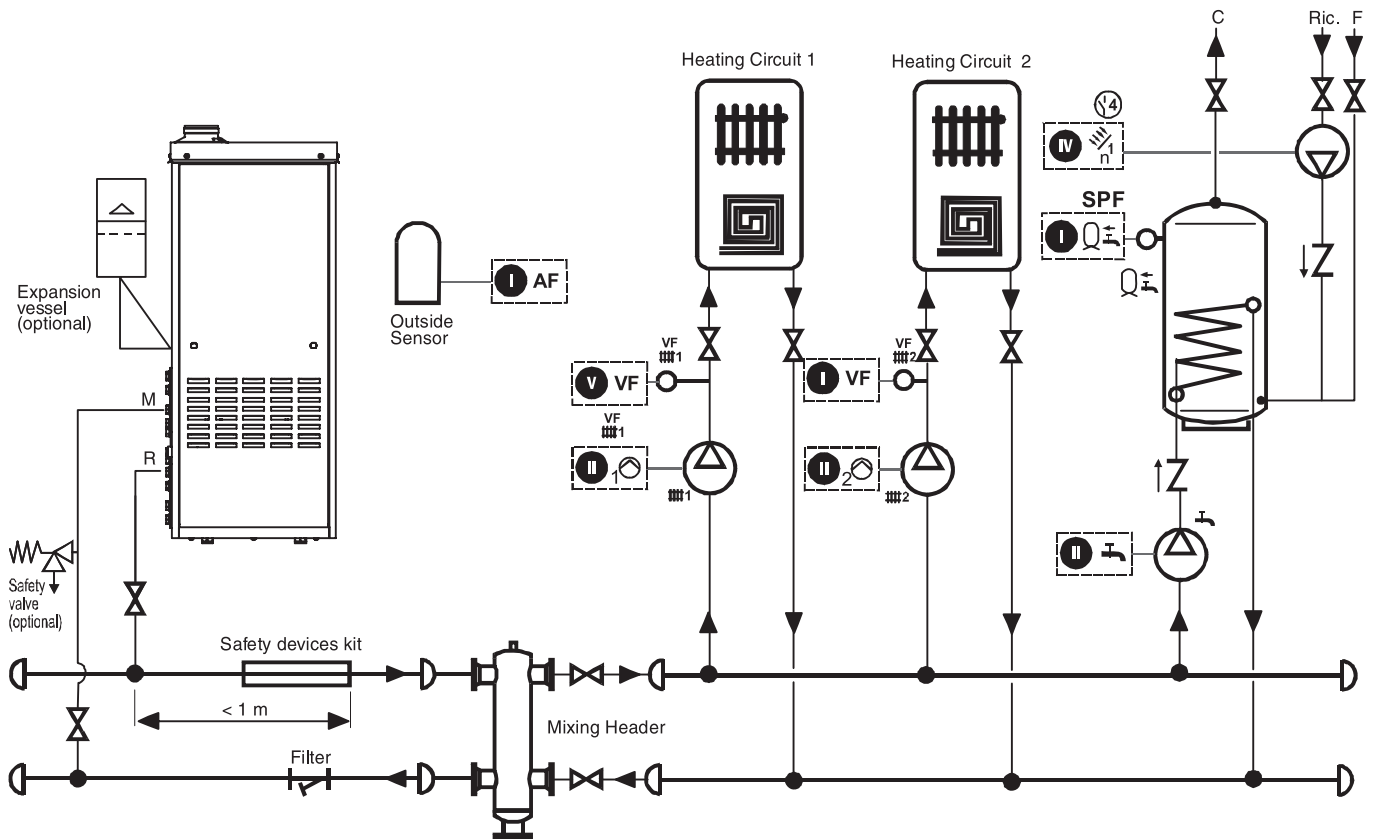 C
Ric. F
Heating Circuit 1
Heating Circuit 2
4
IV
n
1
SPF
I
Expansion
vessel
(optional)
I AF
Outside
Sensor
VF
1
V VF
VF
2
I VF
M
VF
1
R
II 1
1
II 2
2
II
Safety
valve
(optional)
Safety devices kit
< 1 m
Mixing Header
Filter